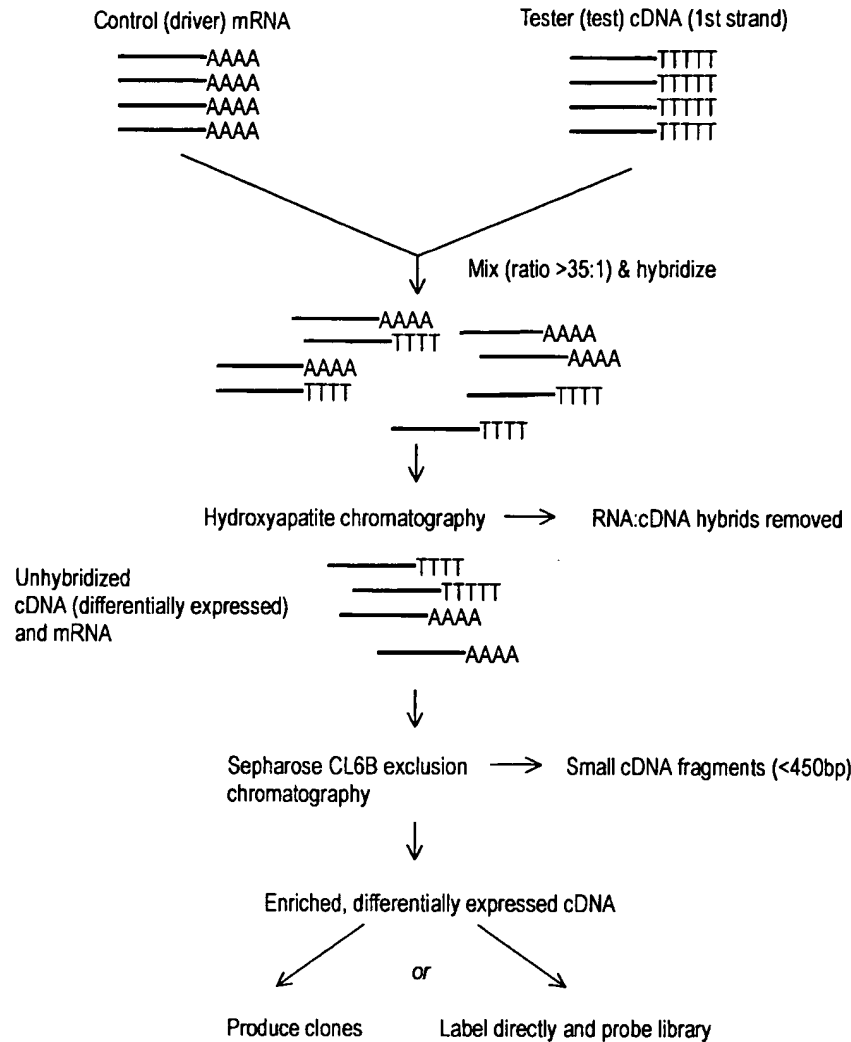 Control (driver) mRNA
Tester (test) cDNA (1st strand)
AAAA
AAAA
AAAA
AAAA
TTTTT
TTTTT
TTTTT
TTTTT
Mix (ratio >35:1) & hybridize
AAAA
TTTT
AAAA
TTTT
AAAA
AAAA
TTTT
TTTT
Hydroxyapatite chromatography
RNA:cDNA hybrids removed
Unhybridized
cDNA (differentially expressed)
and mRNA
TTTT
TTTTT
AAAA
AAAA
Sepharose CL6B exclusion
chromatography
Small cDNA fragments (<450bp)
Enriched, differentially expressed cDNA
or
Produce clones
Label directly and probe library